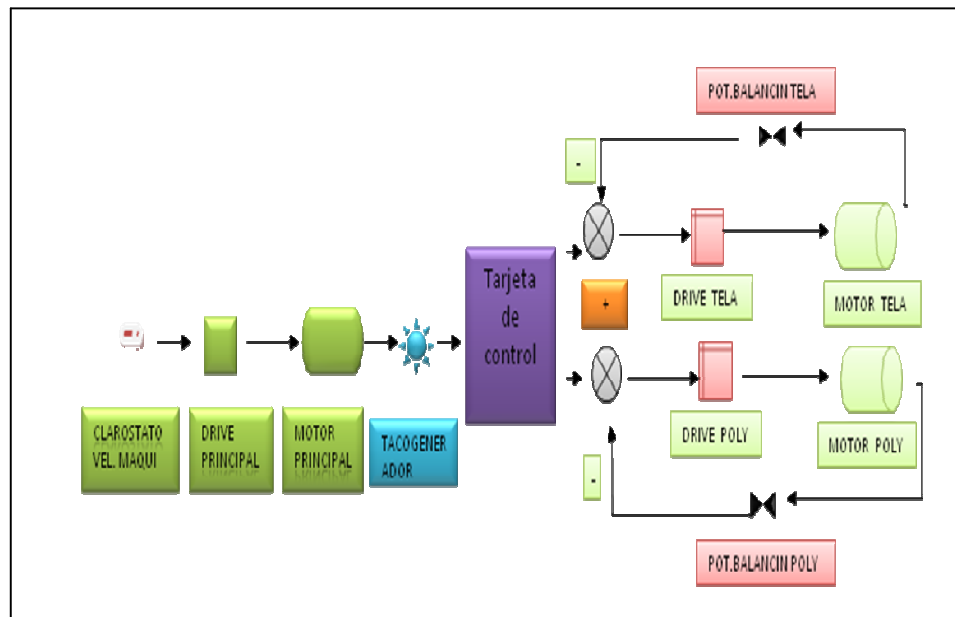 POT.BALANCIN TELA
-
Tarjeta
de
control
+
DRIVE TELA
MOTOR TELA
CLAROSTATO
VEL. MAQUI
DRIVE
PRINCIPAL
MOTOR
PRINCIPAL
TACOGENER
ADOR
DRIVE POLY
MOTOR POLY
-
POT.BALANCIN POLY